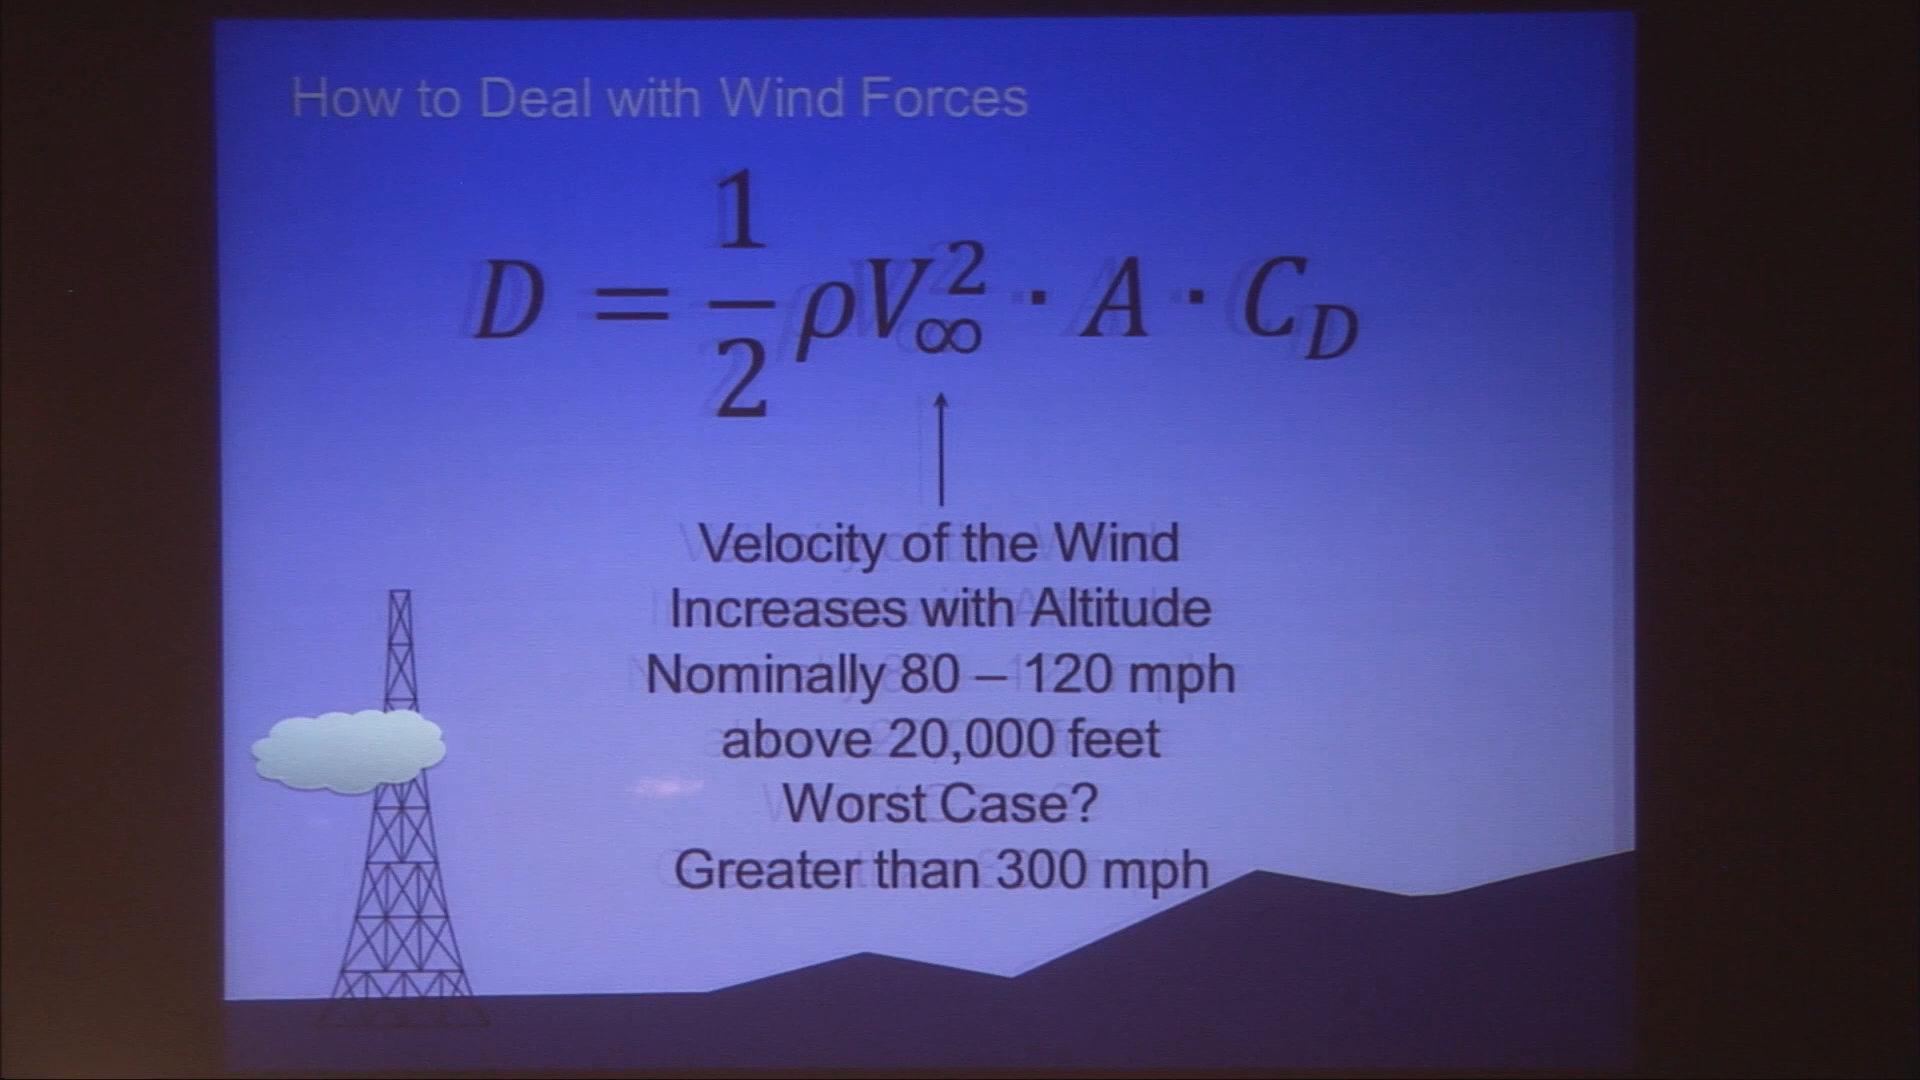 How to Deal with Wind Forces
D = 1/2 ρV∞² · A · C_D
Velocity of the Wind
Increases with Altitude
Nominally 80 – 120 mph
above 20,000 feet
Worst Case?
Greater than 300 mph